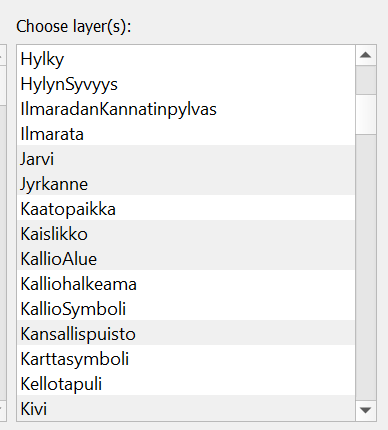 Choose layer(s):
Hylky
HylynSyvyys
IlmaradanKannatinpylvas
Ilmarata
Jarvi
Jyrkanne
Kaatopaikka
Kaislikko
KallioAlue
Kalliohalkeama
KallioSymboli
Kansallispuisto
Karttasymboli
Kellotapuli
Kivi